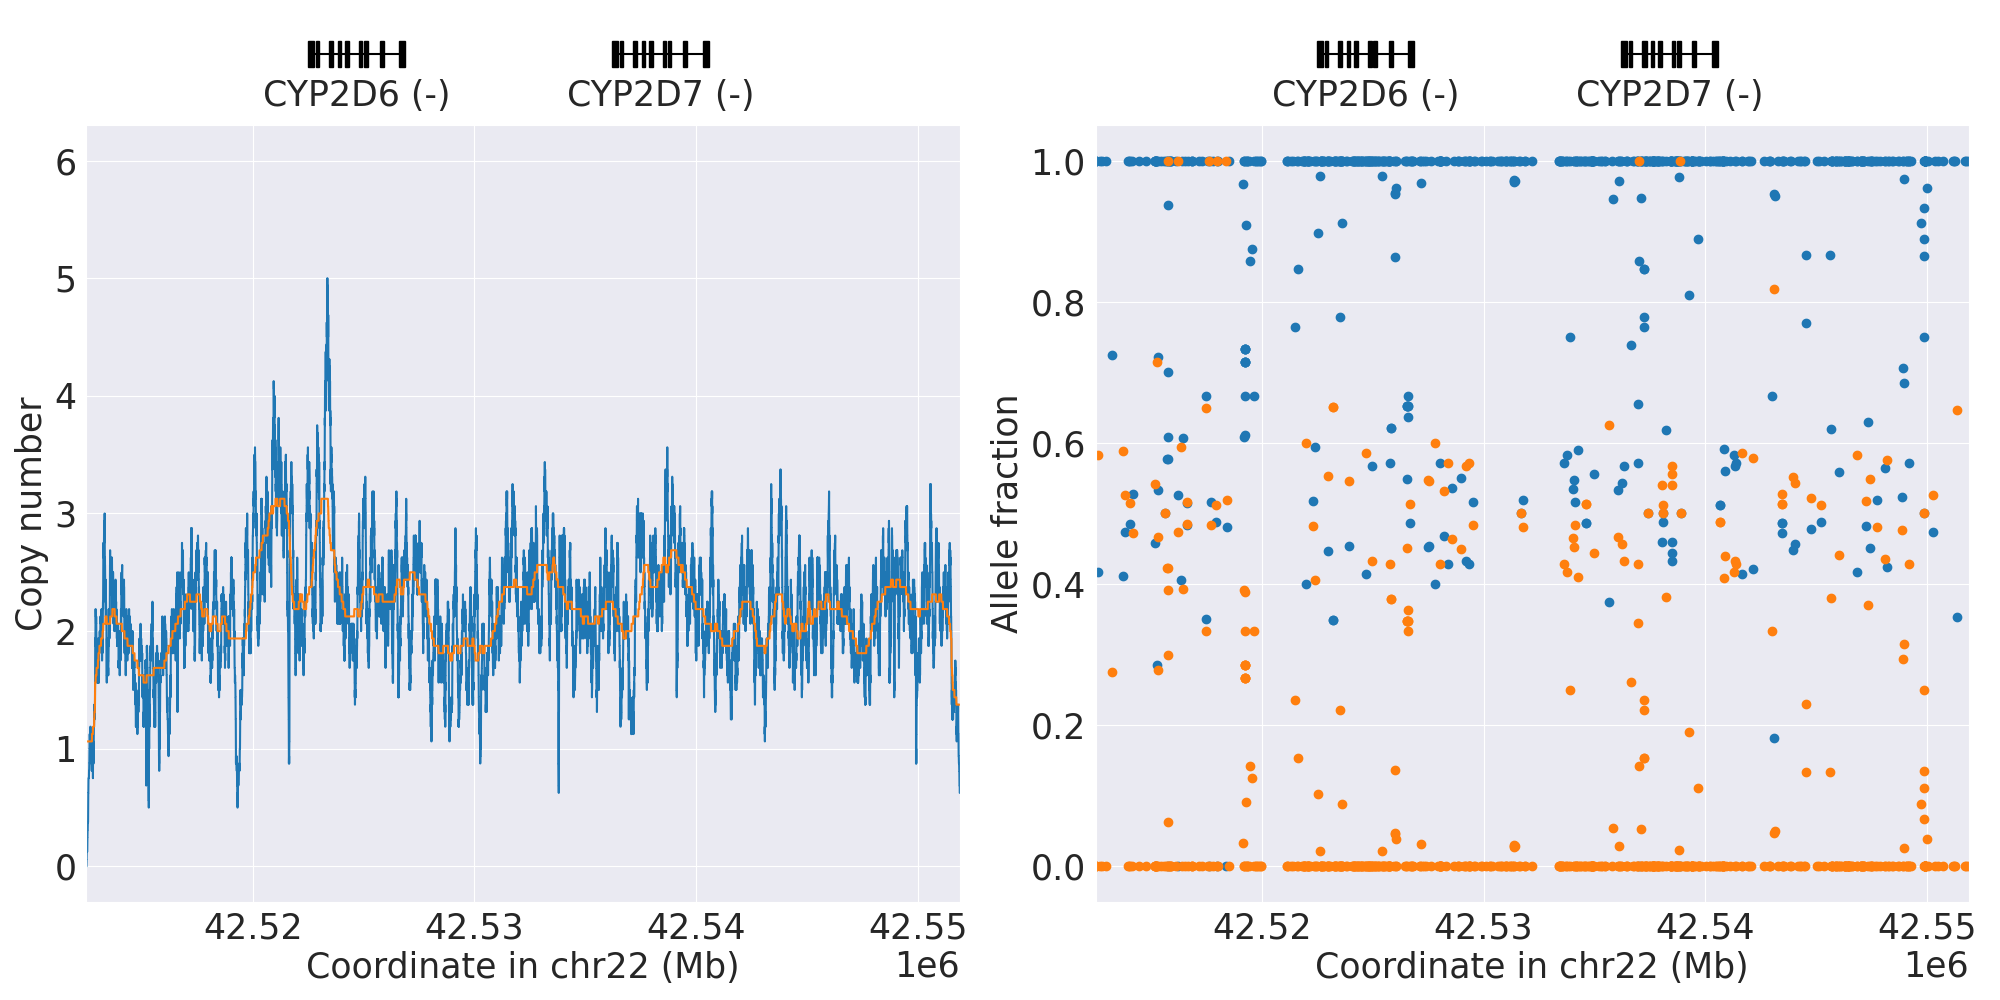 CYP2D6 (-)
CYP2D7 (-)
6
5
4
3
2
1
0
Copy number
42.52
42.53
42.54
42.55
1e6
Coordinate in chr22 (Mb)
CYP2D6 (-)
CYP2D7 (-)
1.0
0.8
0.6
0.4
0.2
0.0
Allele fraction
42.52
42.53
42.54
42.55
1e6
Coordinate in chr22 (Mb)